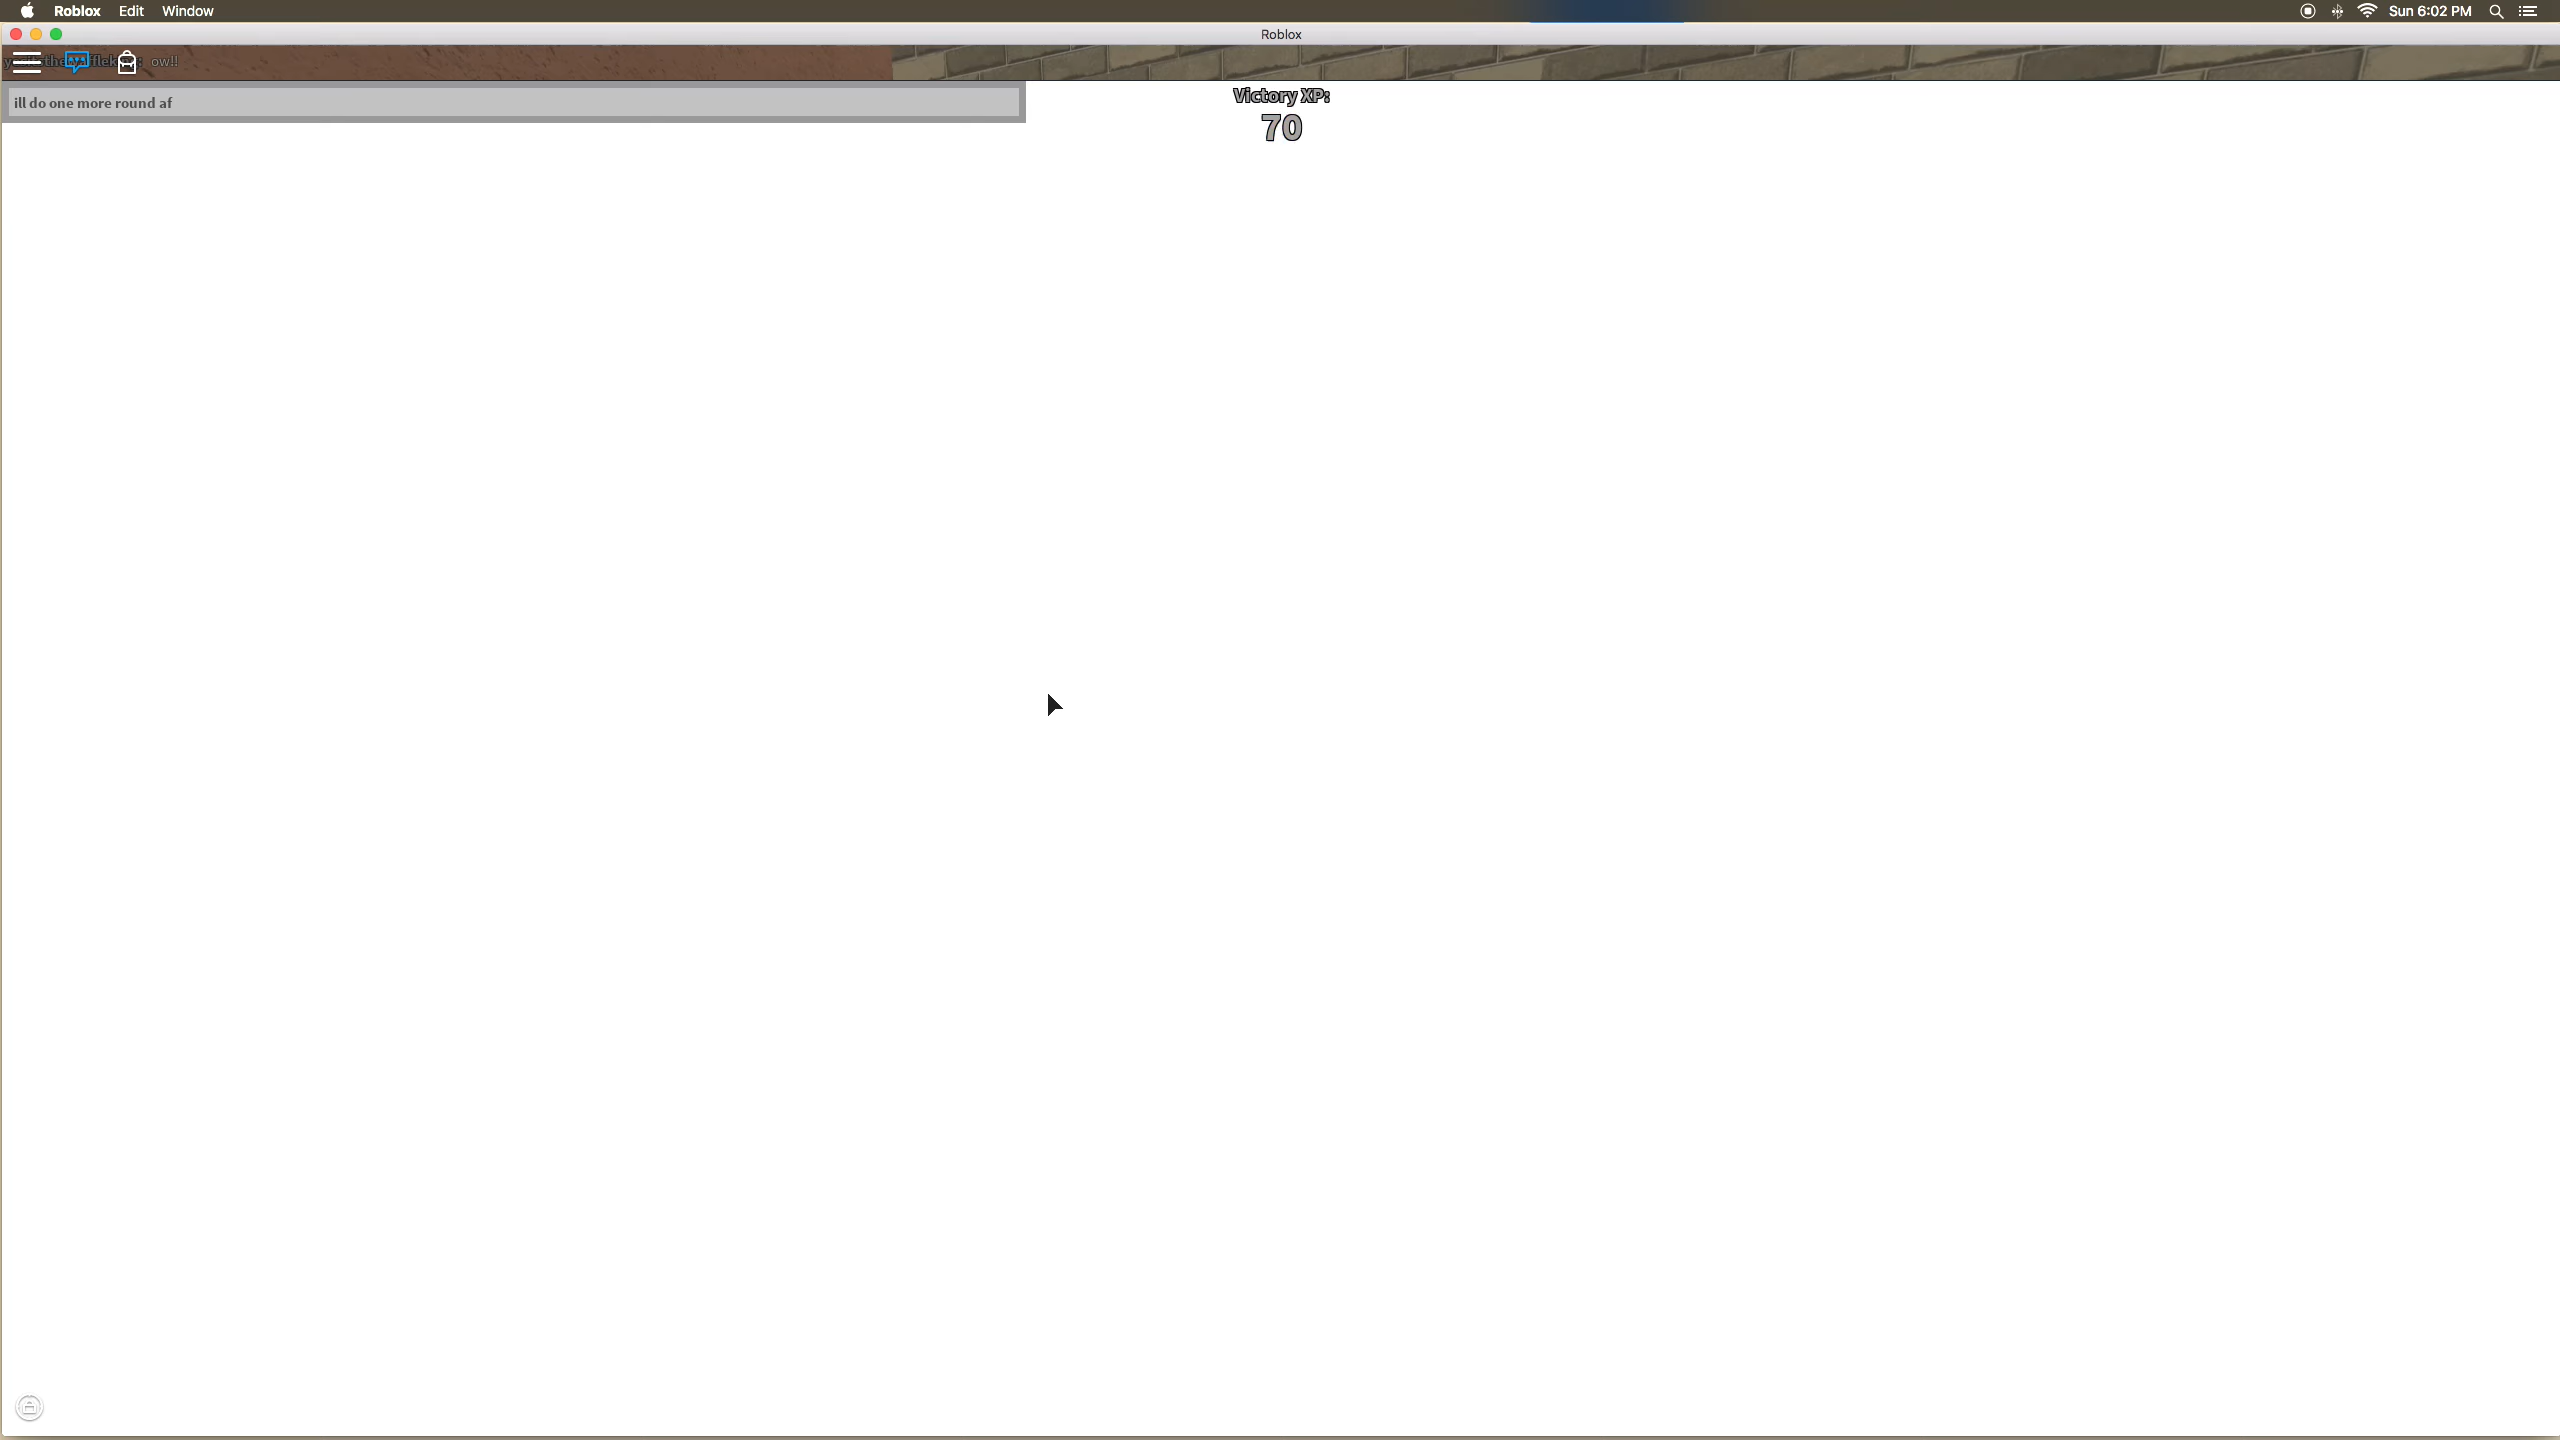 Roblox Edit Window Sun 6:02 PM
Roblox
ow!!
ill do one more round af
Victory XP:
70